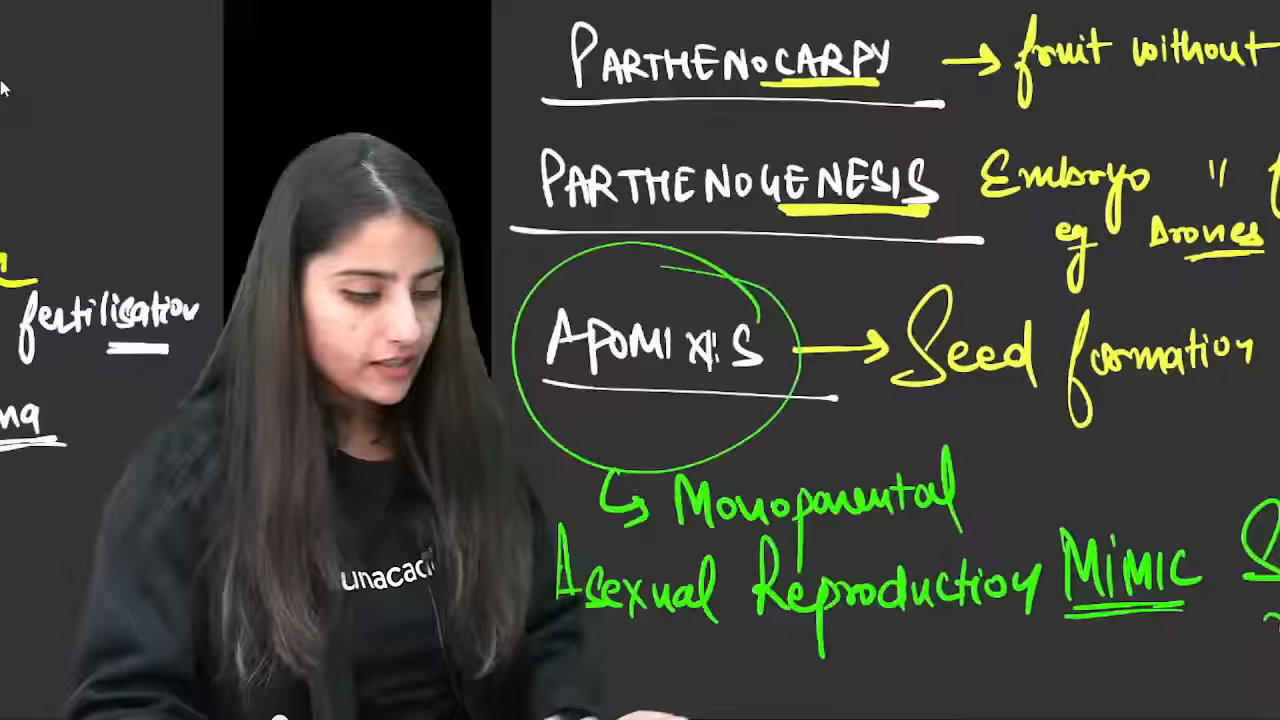 PARTHENOCARPY → fruit without
PARTHENOGENESIS Embryo "
eg Drones
fertilisation
APOMIXIS → Seed formation
↳ Monoparental
Asexual Reproduction MIMIC
unacad